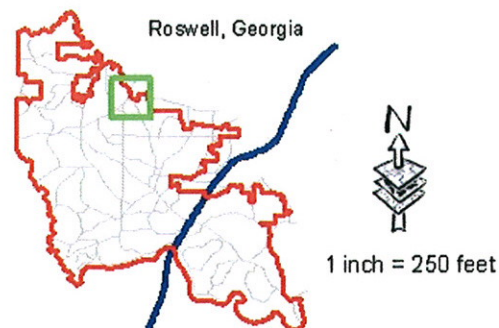 Roswell, Georgia
N
1 inch = 250 feet